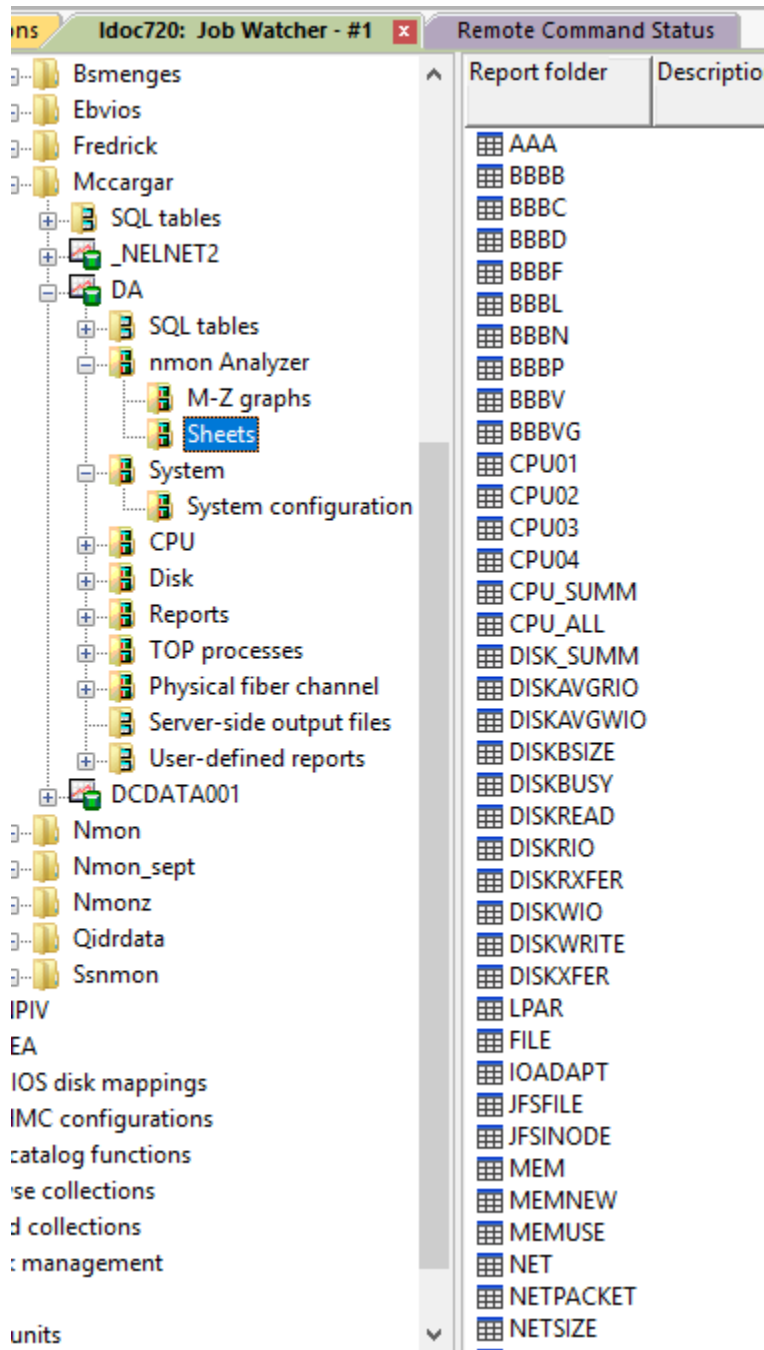 ons
Idoc720: Job Watcher - #1
Remote Command Status
Bsmenges
Ebvios
Fredrick
Mccargar
SQL tables
_NELNET2
DA
SQL tables
nmon Analyzer
M-Z graphs
Sheets
System
System configuration
CPU
Disk
Reports
TOP processes
Physical fiber channel
Server-side output files
User-defined reports
DCDATA001
Nmon
Nmon_sept
Nmonz
Qidrdata
Ssnmon
IPIV
EA
IOS disk mappings
IMC configurations
catalog functions
se collections
d collections
management
units
Report folder
Descriptio
AAA
BBBB
BBBC
BBBD
BBBF
BBBL
BBBN
BBBP
BBBV
BBBVG
CPU01
CPU02
CPU03
CPU04
CPU_SUMM
CPU_ALL
DISK_SUMM
DISKAVGRIO
DISKAVGWIO
DISKBSIZE
DISKBUSY
DISKREAD
DISKRIO
DISKRXFER
DISKWIO
DISKWRITE
DISKXFER
LPAR
FILE
IOADAPT
JFSFILE
JFSINODE
MEM
MEMNEW
MEMUSE
NET
NETPACKET
NETSIZE